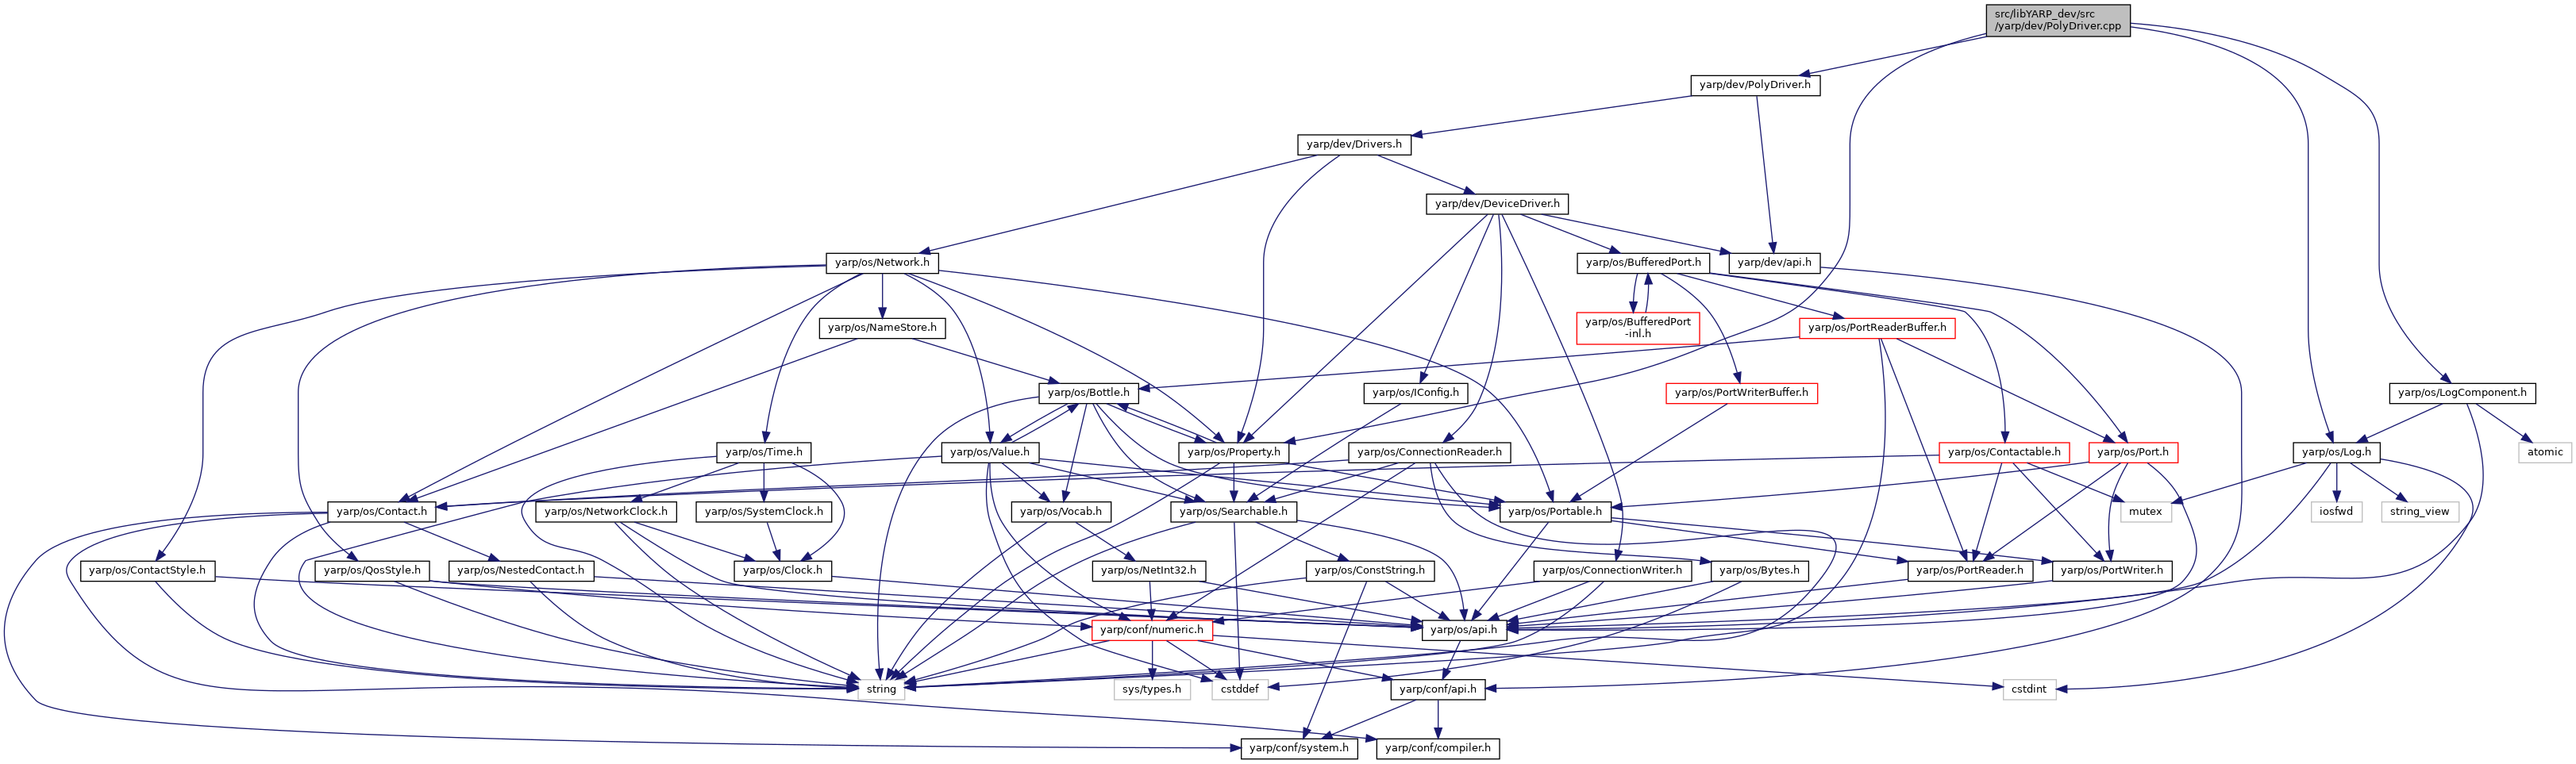 src/libYARP_dev/src
/yarp/dev/PolyDriver.cpp
yarp/dev/PolyDriver.h
yarp/dev/Drivers.h
yarp/dev/DeviceDriver.h
yarp/os/Network.h
yarp/os/BufferedPort.h
yarp/dev/api.h
yarp/os/NameStore.h
yarp/os/BufferedPort
-inl.h
yarp/os/PortReaderBuffer.h
yarp/os/Bottle.h
yarp/os/IConfig.h
yarp/os/PortWriterBuffer.h
yarp/os/LogComponent.h
yarp/os/Time.h
yarp/os/Value.h
yarp/os/Property.h
yarp/os/ConnectionReader.h
yarp/os/Contactable.h
yarp/os/Port.h
yarp/os/Log.h
atomic
yarp/os/Contact.h
yarp/os/NetworkClock.h
yarp/os/SystemClock.h
yarp/os/Vocab.h
yarp/os/Searchable.h
yarp/os/Portable.h
mutex
iosfwd
string_view
yarp/os/ContactStyle.h
yarp/os/QosStyle.h
yarp/os/NestedContact.h
yarp/os/Clock.h
yarp/os/NetInt32.h
yarp/os/ConstString.h
yarp/os/ConnectionWriter.h
yarp/os/Bytes.h
yarp/os/PortReader.h
yarp/os/PortWriter.h
yarp/conf/numeric.h
yarp/os/api.h
string
sys/types.h
cstddef
yarp/conf/api.h
cstdint
yarp/conf/system.h
yarp/conf/compiler.h